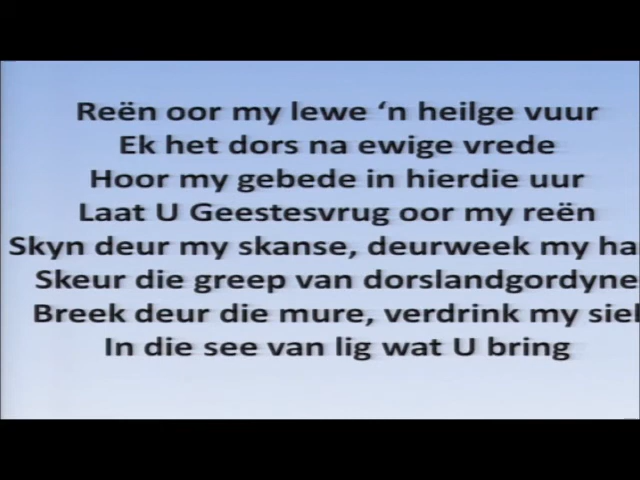 Reën oor my lewe ‘n heilge vuur
Ek het dors na ewige vrede
Hoor my gebede in hierdie uur
Laat U Geestesvrug oor my reën
Skyn deur my skanse, deurweek my
Skeur die greep van dorslandgordyne
Breek deur die mure, verdrink my siel
In die see van lig wat U bring